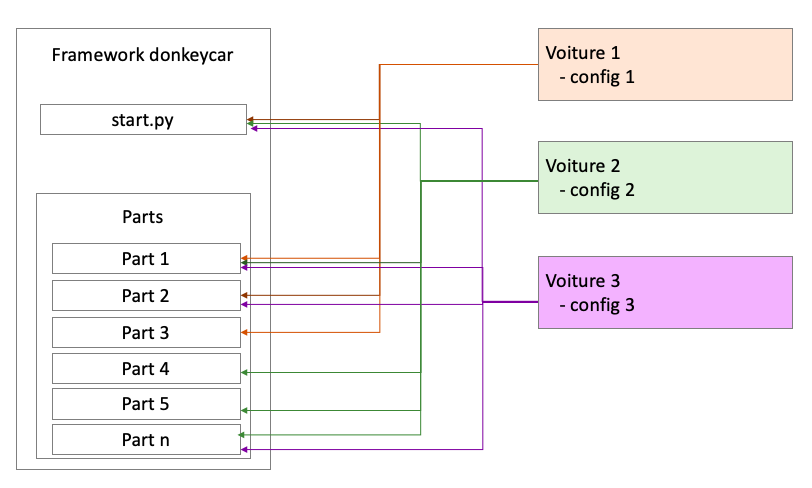 Framework donkeycar
start.py
Parts
Part 1
Part 2
Part 3
Part 4
Part 5
Part n
Voiture 1
- config 1
Voiture 2
- config 2
Voiture 3
- config 3